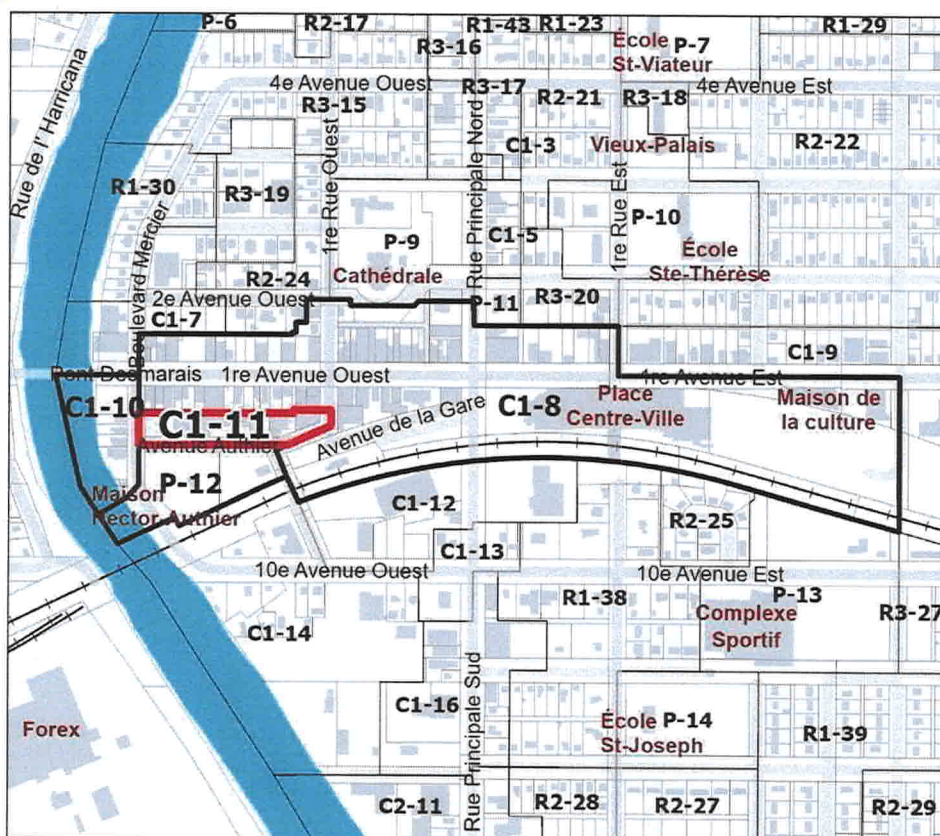 P-6
R2-17
R1-43
R1-23
R1-29
R3-16
École
St-Viateur
P-7
4e Avenue Ouest
R3-17
4e Avenue Est
R3-15
R2-21
R3-18
Rue de l' Harricana
C1-3
Vieux-Palais
R2-22
1re Rue Ouest
Rue Principale Nord
R1-30
R3-19
1re Rue Est
P-10
Boulevard Mercier
P-9
C1-5
École
Ste-Thérèse
Cathédrale
R2-24
2e Avenue Ouest
P-11
R3-20
C1-7
C1-9
Pont Desmarais
1re Avenue Ouest
1re Avenue Est
C1-10
C1-11
Avenue de la Gare
C1-8
Place
Centre-Ville
Maison de
la culture
Avenue Authier
P-12
Maison
Hector-Authier
C1-12
R2-25
C1-13
10e Avenue Ouest
10e Avenue Est
R1-38
P-13
Complexe
Sportif
R3-27
C1-14
C1-16
Rue Principale Sud
Forex
École
St-Joseph
P-14
R1-39
C2-11
R2-28
R2-27
R2-29